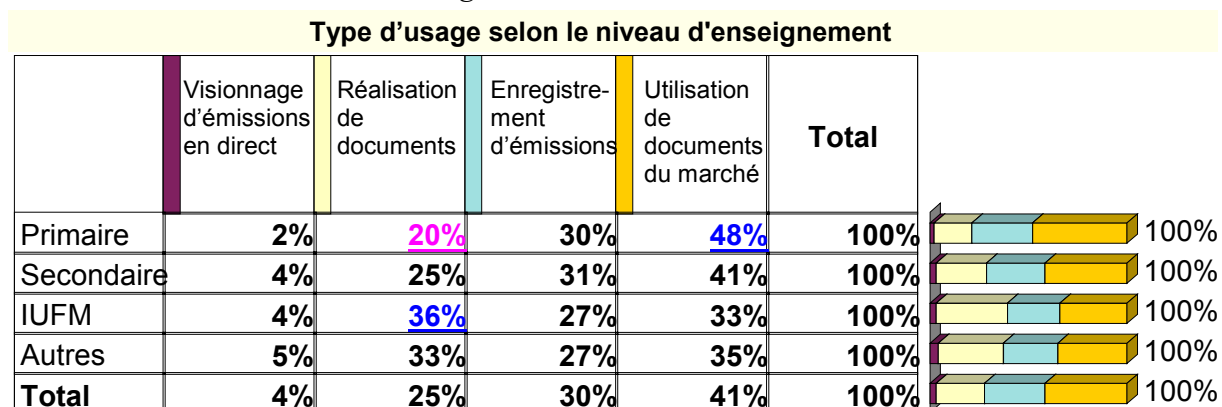 Type d'usage selon le niveau d'enseignement
Visionnage d'émissions en direct
Réalisation de documents
Enregistre-ment d'émissions
Utilisation de documents du marché
Total
Primaire 2% 20% 30% 48% 100% 100%
Secondaire 4% 25% 31% 41% 100% 100%
IUFM 4% 36% 27% 33% 100% 100%
Autres 5% 33% 27% 35% 100% 100%
Total 4% 25% 30% 41% 100% 100%